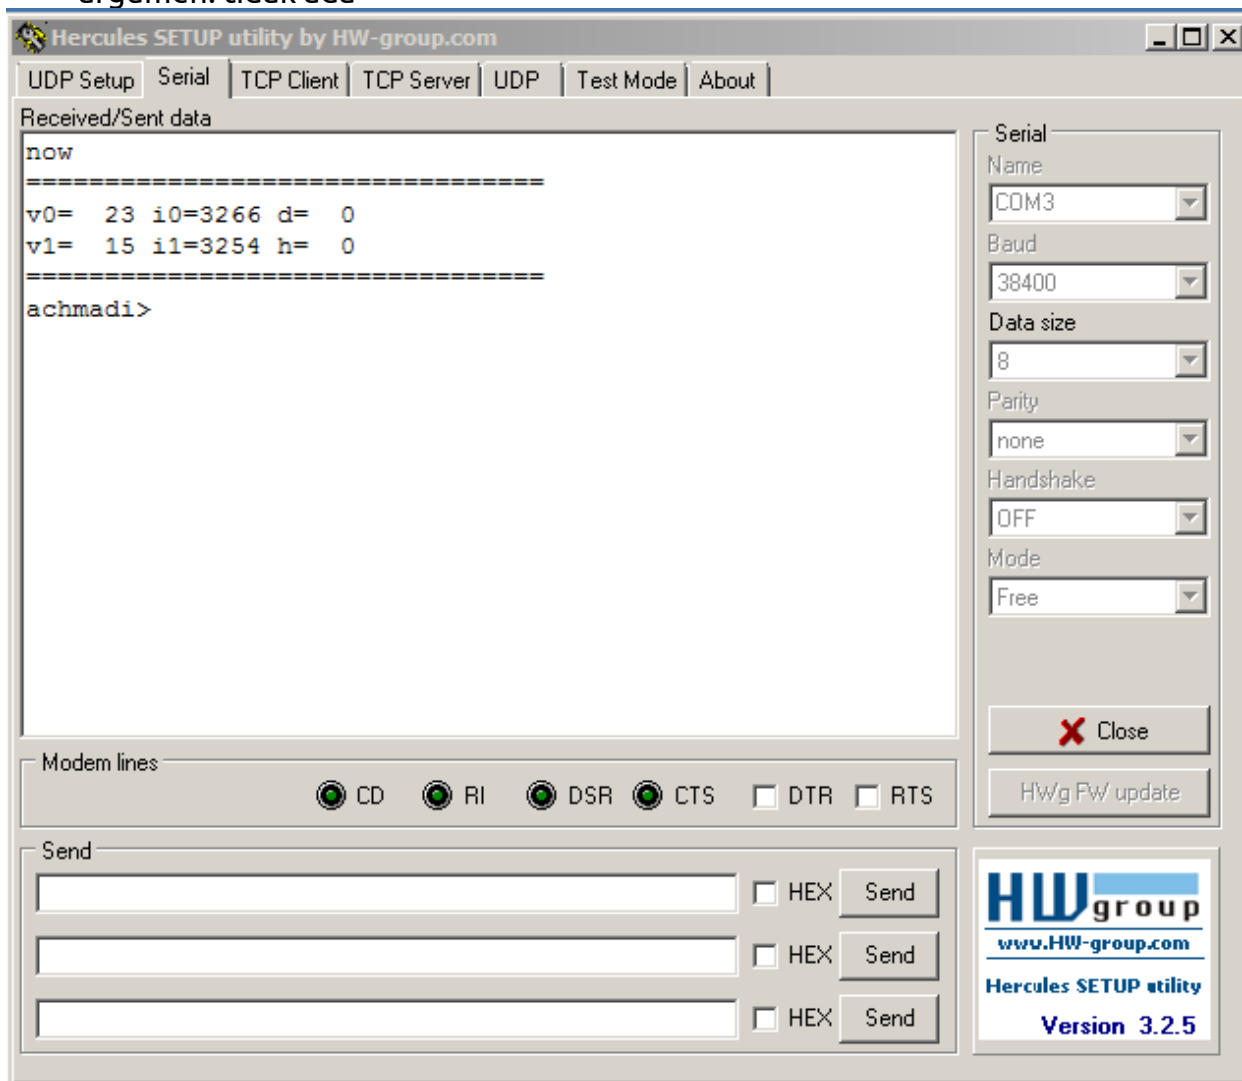 Hercules SETUP utility by HW-group.com
UDP Setup Serial TCP Client TCP Server UDP Test Mode About
Received/Sent data
now
=================================
v0=  23 i0=3266 d=  0
v1=  15 i1=3254 h=  0
=================================
achmadi>
Serial
Name
COM3
Baud
38400
Data size
8
Parity
none
Handshake
OFF
Mode
Free
Close
HWg FW update
Modem lines
CD RI DSR CTS DTR RTS
Send
HEX Send
HEX Send
HEX Send
HW group
www.HW-group.com
Hercules SETUP utility
Version 3.2.5